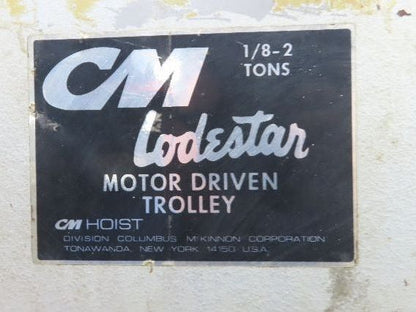 CM
1/8-2
TONS
Lodestar
MOTOR DRIVEN
TROLLEY
CM HOIST
DIVISION COLUMBUS McKINNON CORPORATION
TONAWANDA, NEW YORK 14150 U.S.A.